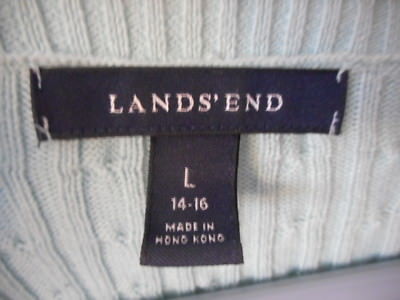 LANDS' END
L
14-16
MADE IN
HONG KONG